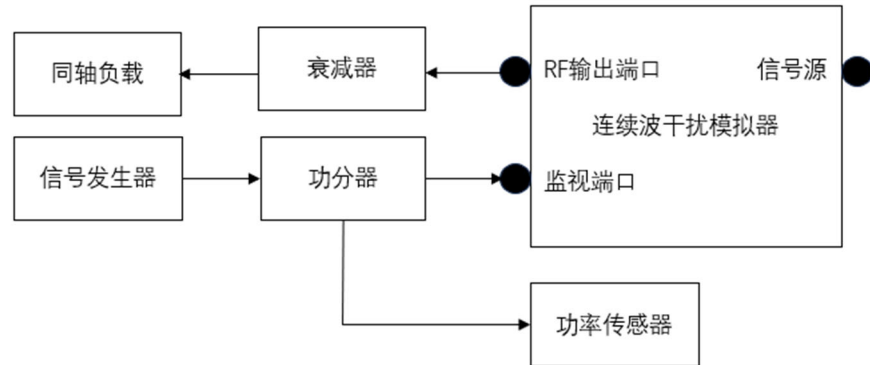 同轴负载
衰减器
RF输出端口
信号源
连续波干扰模拟器
信号发生器
功分器
监视端口
功率传感器